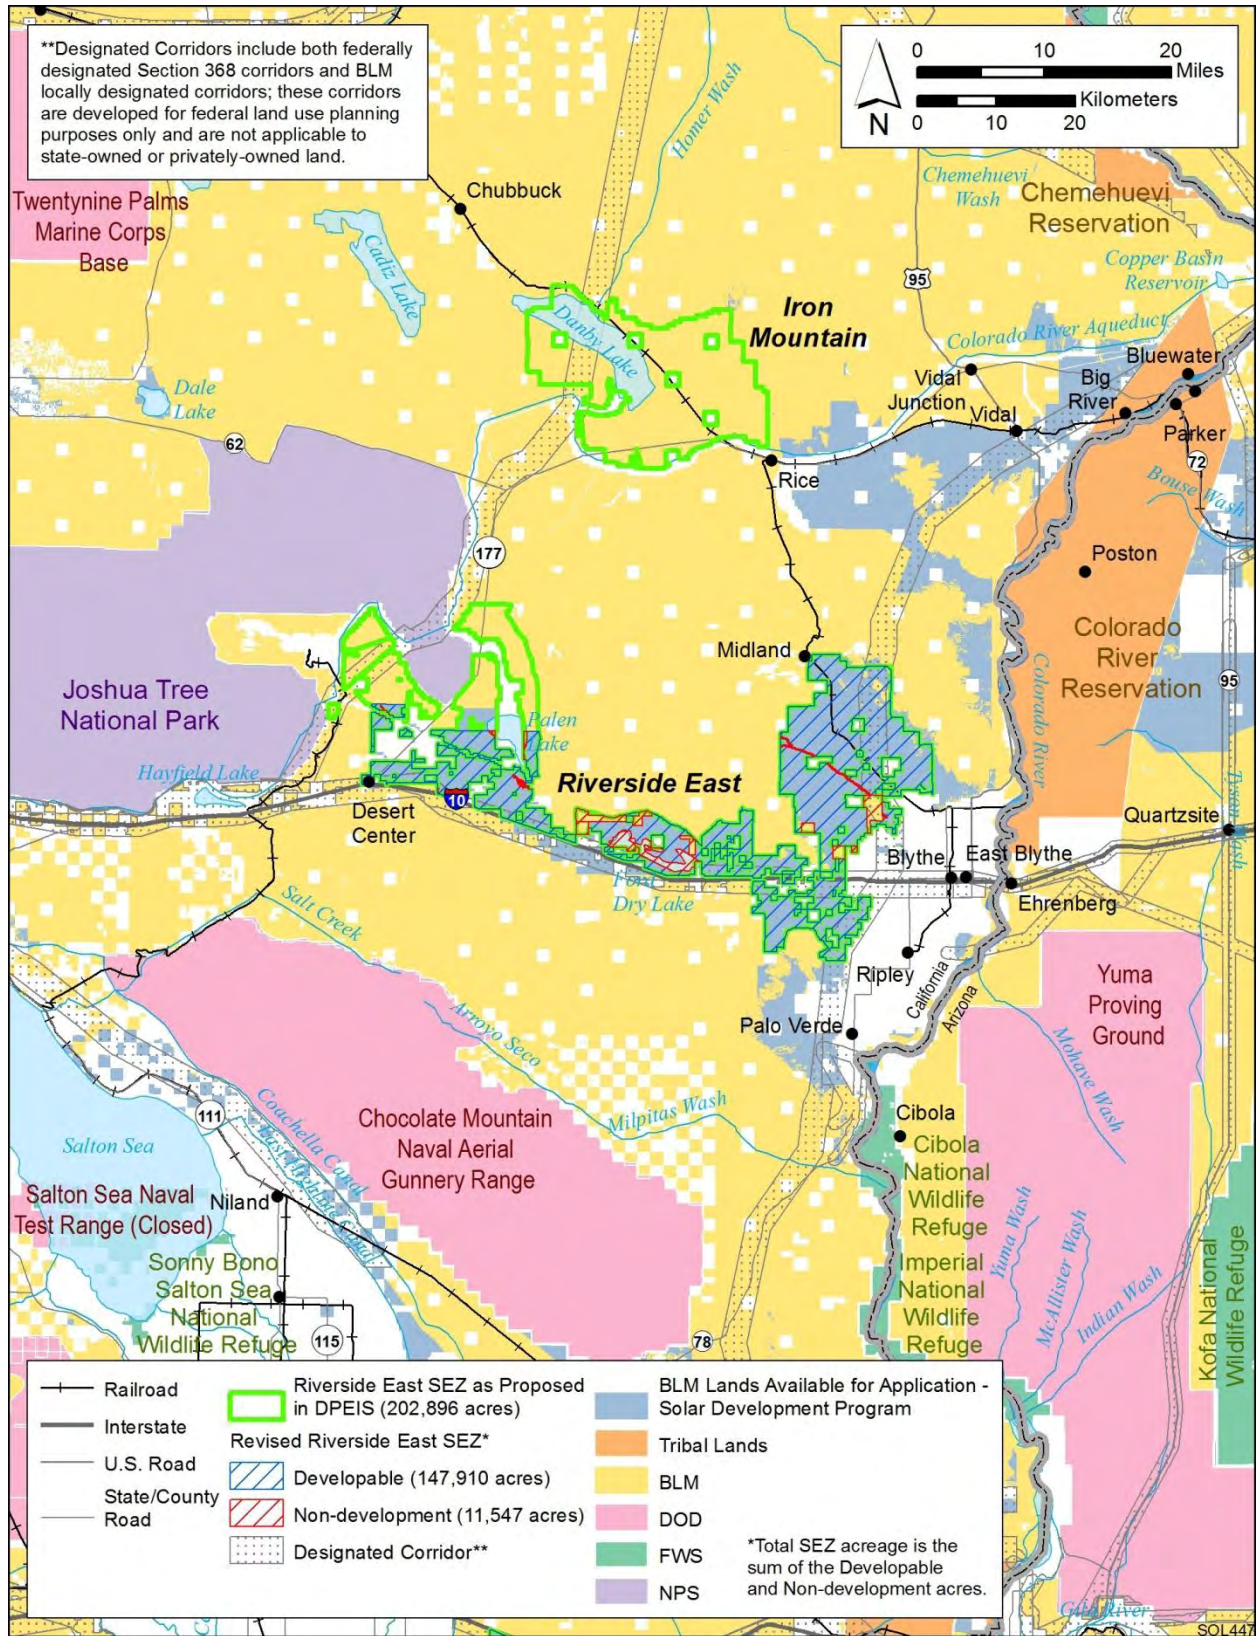 **Designated Corridors include both federally
designated Section 368 corridors and BLM
locally designated corridors; these corridors
are developed for federal land use planning
purposes only and are not applicable to
state-owned or privately-owned land.
0 10 20
Miles
Kilometers
0 10 20
N
Homer Wash
Chubbuck
Twentynine Palms
Marine Corps
Base
Cadiz Lake
Chemehuevi
Wash
Chemehuevi
Reservation
Copper Basin
Reservoir
95
Iron
Mountain
Danby Lake
Colorado River Aqueduct
Bluewater
Vidal
Junction
Big
River
Vidal
Parker
Dale
Lake
62
72
Rice
Bouse Wash
177
Poston
Midland
Colorado
River
Reservation
Joshua Tree
National Park
Colorado River
95
Palen
Lake
Hayfield Lake
Riverside East
Tyson Wash
10
Desert
Center
Quartzsite
Blythe
East Blythe
Ford
Dry Lake
Ehrenberg
Salt Creek
Ripley
California
Arizona
Yuma
Proving
Ground
Palo Verde
Arroyo Seco
Mohave Wash
Milpitas Wash
111
Coachella Canal
East Highline Canal
Chocolate Mountain
Naval Aerial
Gunnery Range
Cibola
Cibola
National
Wildlife
Refuge
Salton Sea
Salton Sea Naval
Test Range (Closed)
Niland
Yuma Wash
McAllister Wash
Indian Wash
Imperial
National
Wildlife
Refuge
Kofa National
Wildlife Refuge
Sonny Bono
Salton Sea
National
Wildlife Refuge
115
78
Railroad
Interstate
U.S. Road
State/County
Road
Riverside East SEZ as Proposed
in DPEIS (202,896 acres)
Revised Riverside East SEZ*
Developable (147,910 acres)
Non-development (11,547 acres)
Designated Corridor**
BLM Lands Available for Application -
Solar Development Program
Tribal Lands
BLM
DOD
FWS
NPS
*Total SEZ acreage is the
sum of the Developable
and Non-development acres.
Gila River
SOL447